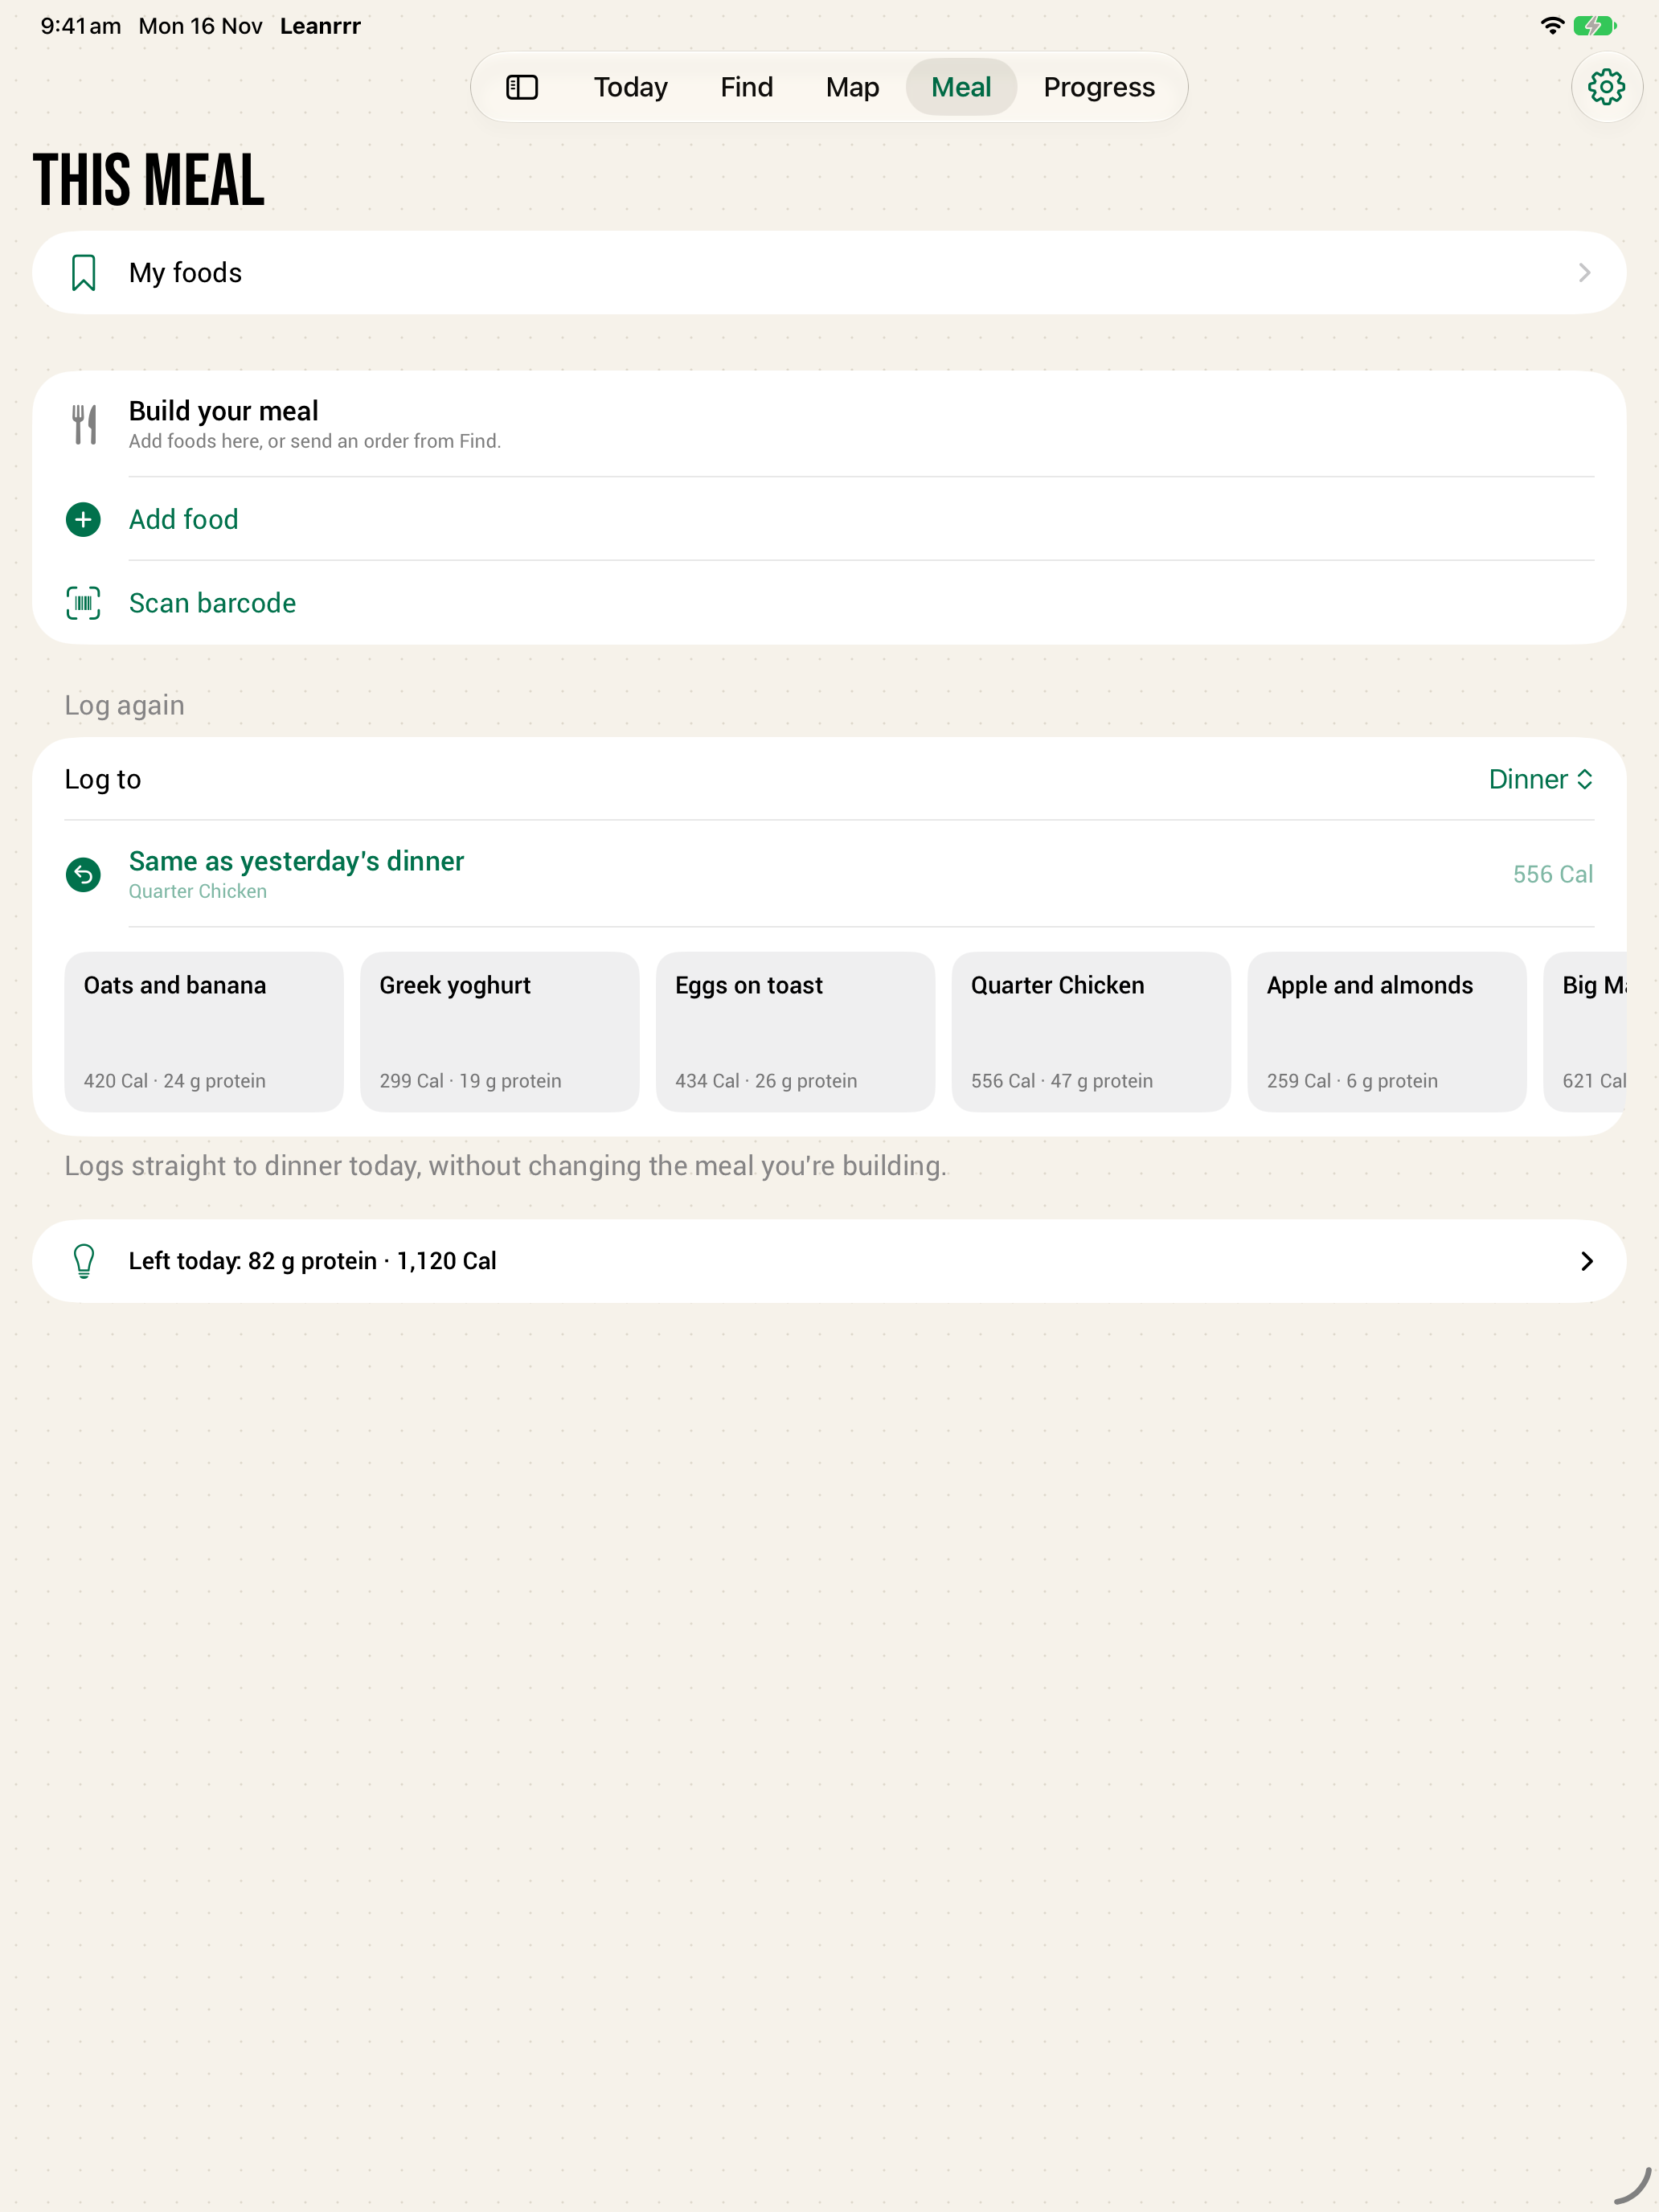 9:41 am Mon 16 Nov Leanrrr
Today Find Map Meal Progress
THIS MEAL
My foods
Build your meal
Add foods here, or send an order from Find.
Add food
Scan barcode
Log again
Log to Dinner
Same as yesterday's dinner
Quarter Chicken
556 Cal
Oats and banana
420 Cal · 24 g protein
Greek yoghurt
299 Cal · 19 g protein
Eggs on toast
434 Cal · 26 g protein
Quarter Chicken
556 Cal · 47 g protein
Apple and almonds
259 Cal · 6 g protein
Big
621 Cal
Logs straight to dinner today, without changing the meal you're building.
Left today: 82 g protein · 1,120 Cal